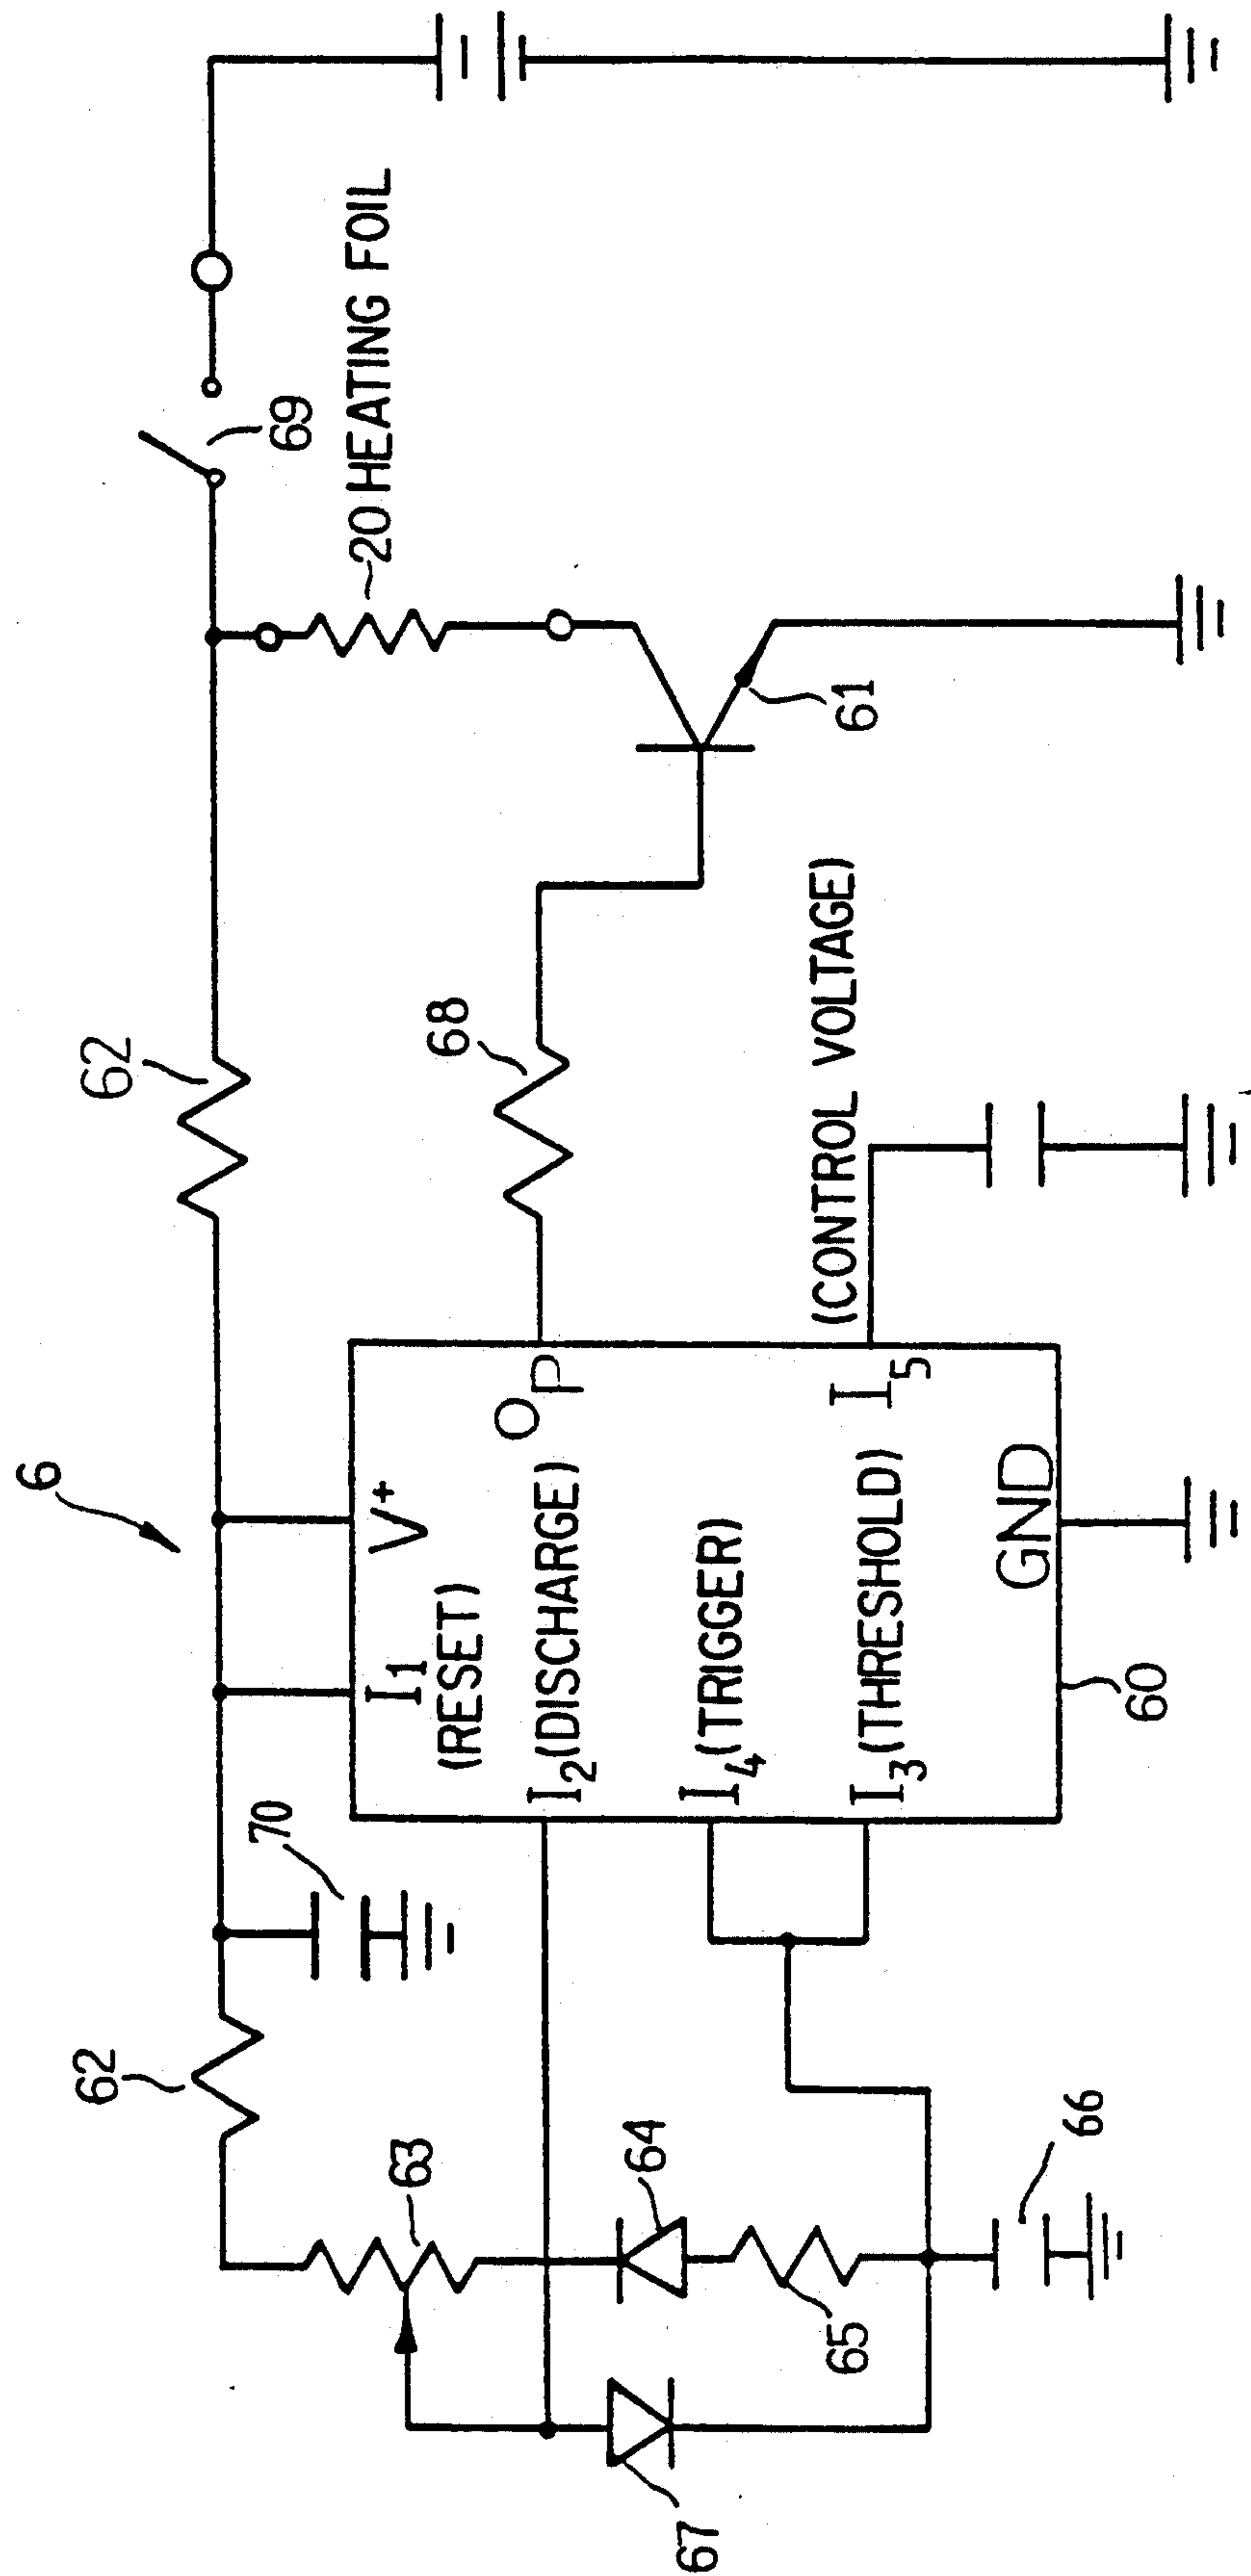 6
62
62
69
20 HEATING FOIL
70
63
64
65
66
67
68
61
60
V+
I1
(RESET)
I2(DISCHARGE)
OP
I4(TRIGGER)
I3(THRESHOLD)
I5
(CONTROL VOLTAGE)
GND